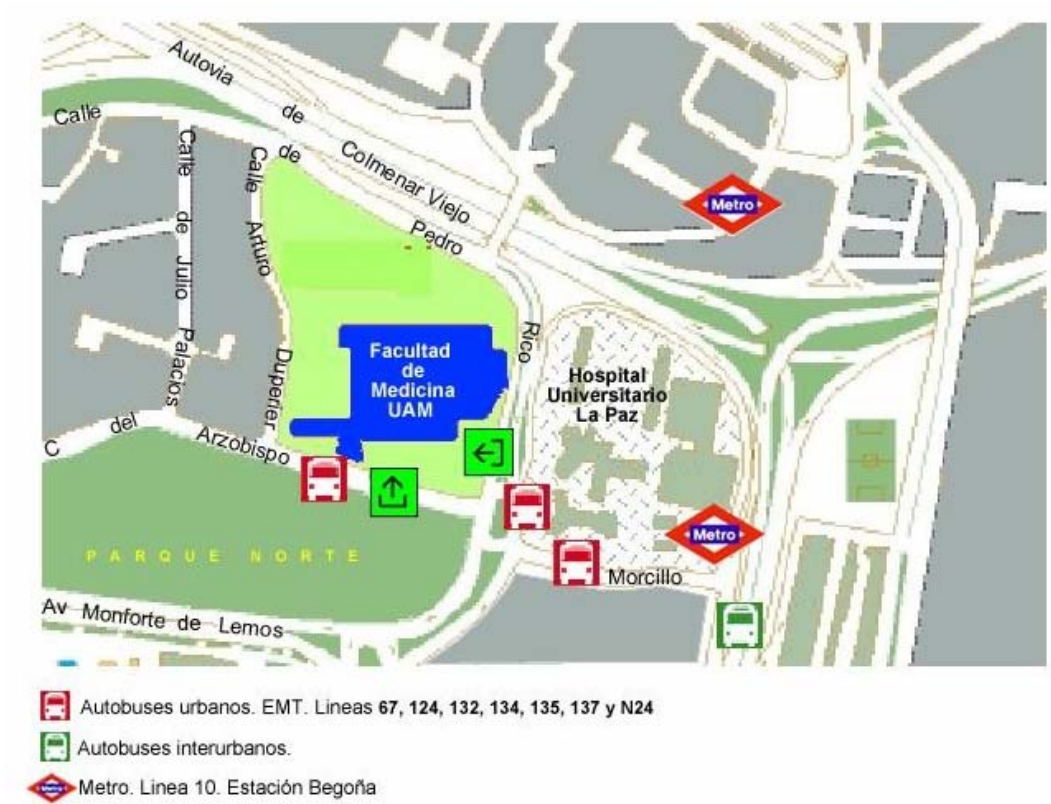 Autovia de Colmenar Viejo
Calle de Pedro Rico
Calle de Julio Palacios
Calle Arturo Duperier
Metro
Facultad
de
Medicina
UAM
Hospital
Universitario
La Paz
C del Arzobispo Morcillo
Metro
PARQUE NORTE
Av Monforte de Lemos
Autobuses urbanos. EMT. Lineas 67, 124, 132, 134, 135, 137 y N24
Autobuses interurbanos.
Metro. Linea 10. Estación Begoña
Metro